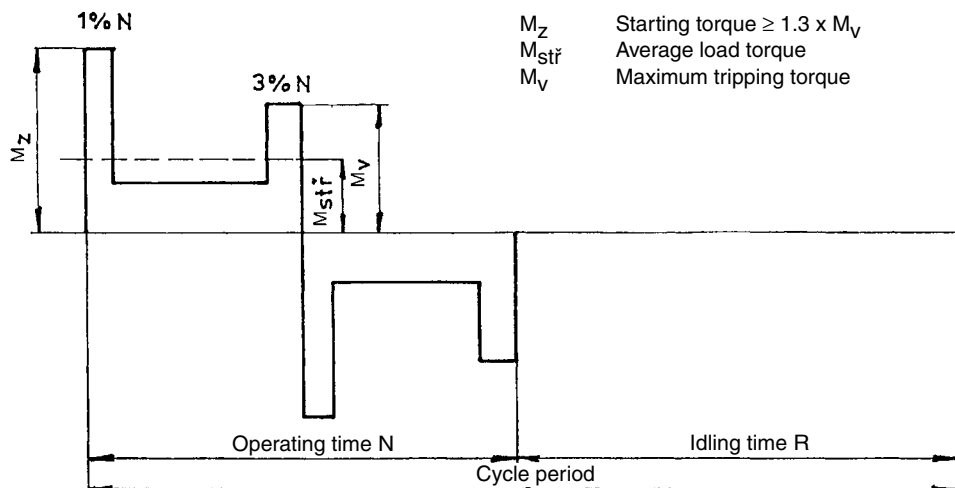 1% N
M_Z Starting torque ≥ 1.3 x M_V
M_stř Average load torque
M_V Maximum tripping torque
3% N
M_Z
M_stř
M_V
Operating time N
Idling time R
Cycle period